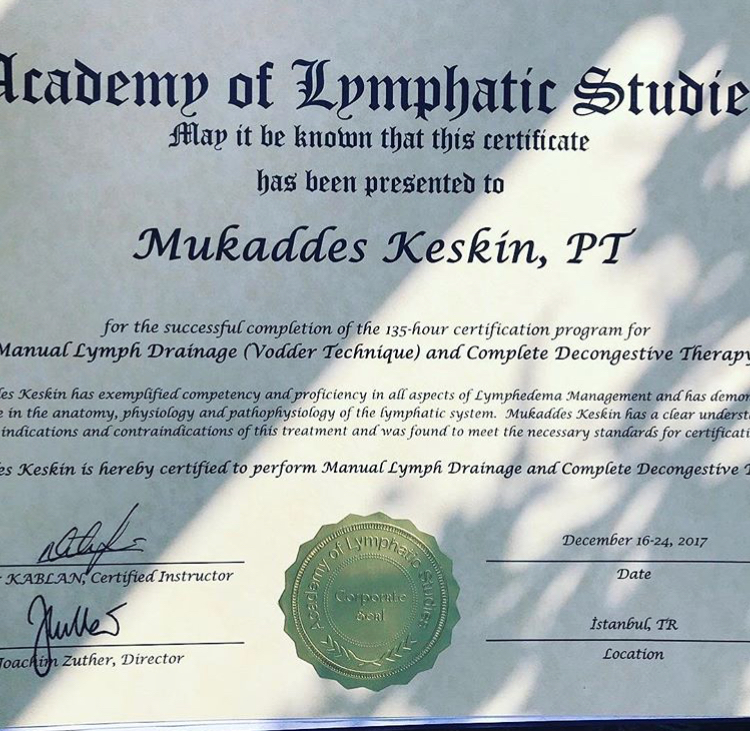 Academy of Lymphatic Studie
May it be known that this certificate
has been presented to
Mukaddes Keskin, PT
for the successful completion of the 135-hour certification program for
Manual Lymph Drainage (Vodder Technique) and Complete Decongestive Therapy
es Keskin has exemplified competency and proficiency in all aspects of Lymphedema Management and has demon
e in the anatomy, physiology and pathophysiology of the lymphatic system. Mukaddes Keskin has a clear underst
indications and contraindications of this treatment and was found to meet the necessary standards for certificati
es Keskin is hereby certified to perform Manual Lymph Drainage and Complete Decongestive T
KABLAN, Certified Instructor
Joachim Zuther, Director
Academy of Lymphatic Studies
Corporate
Seal
December 16-24, 2017
Date
İstanbul, TR
Location